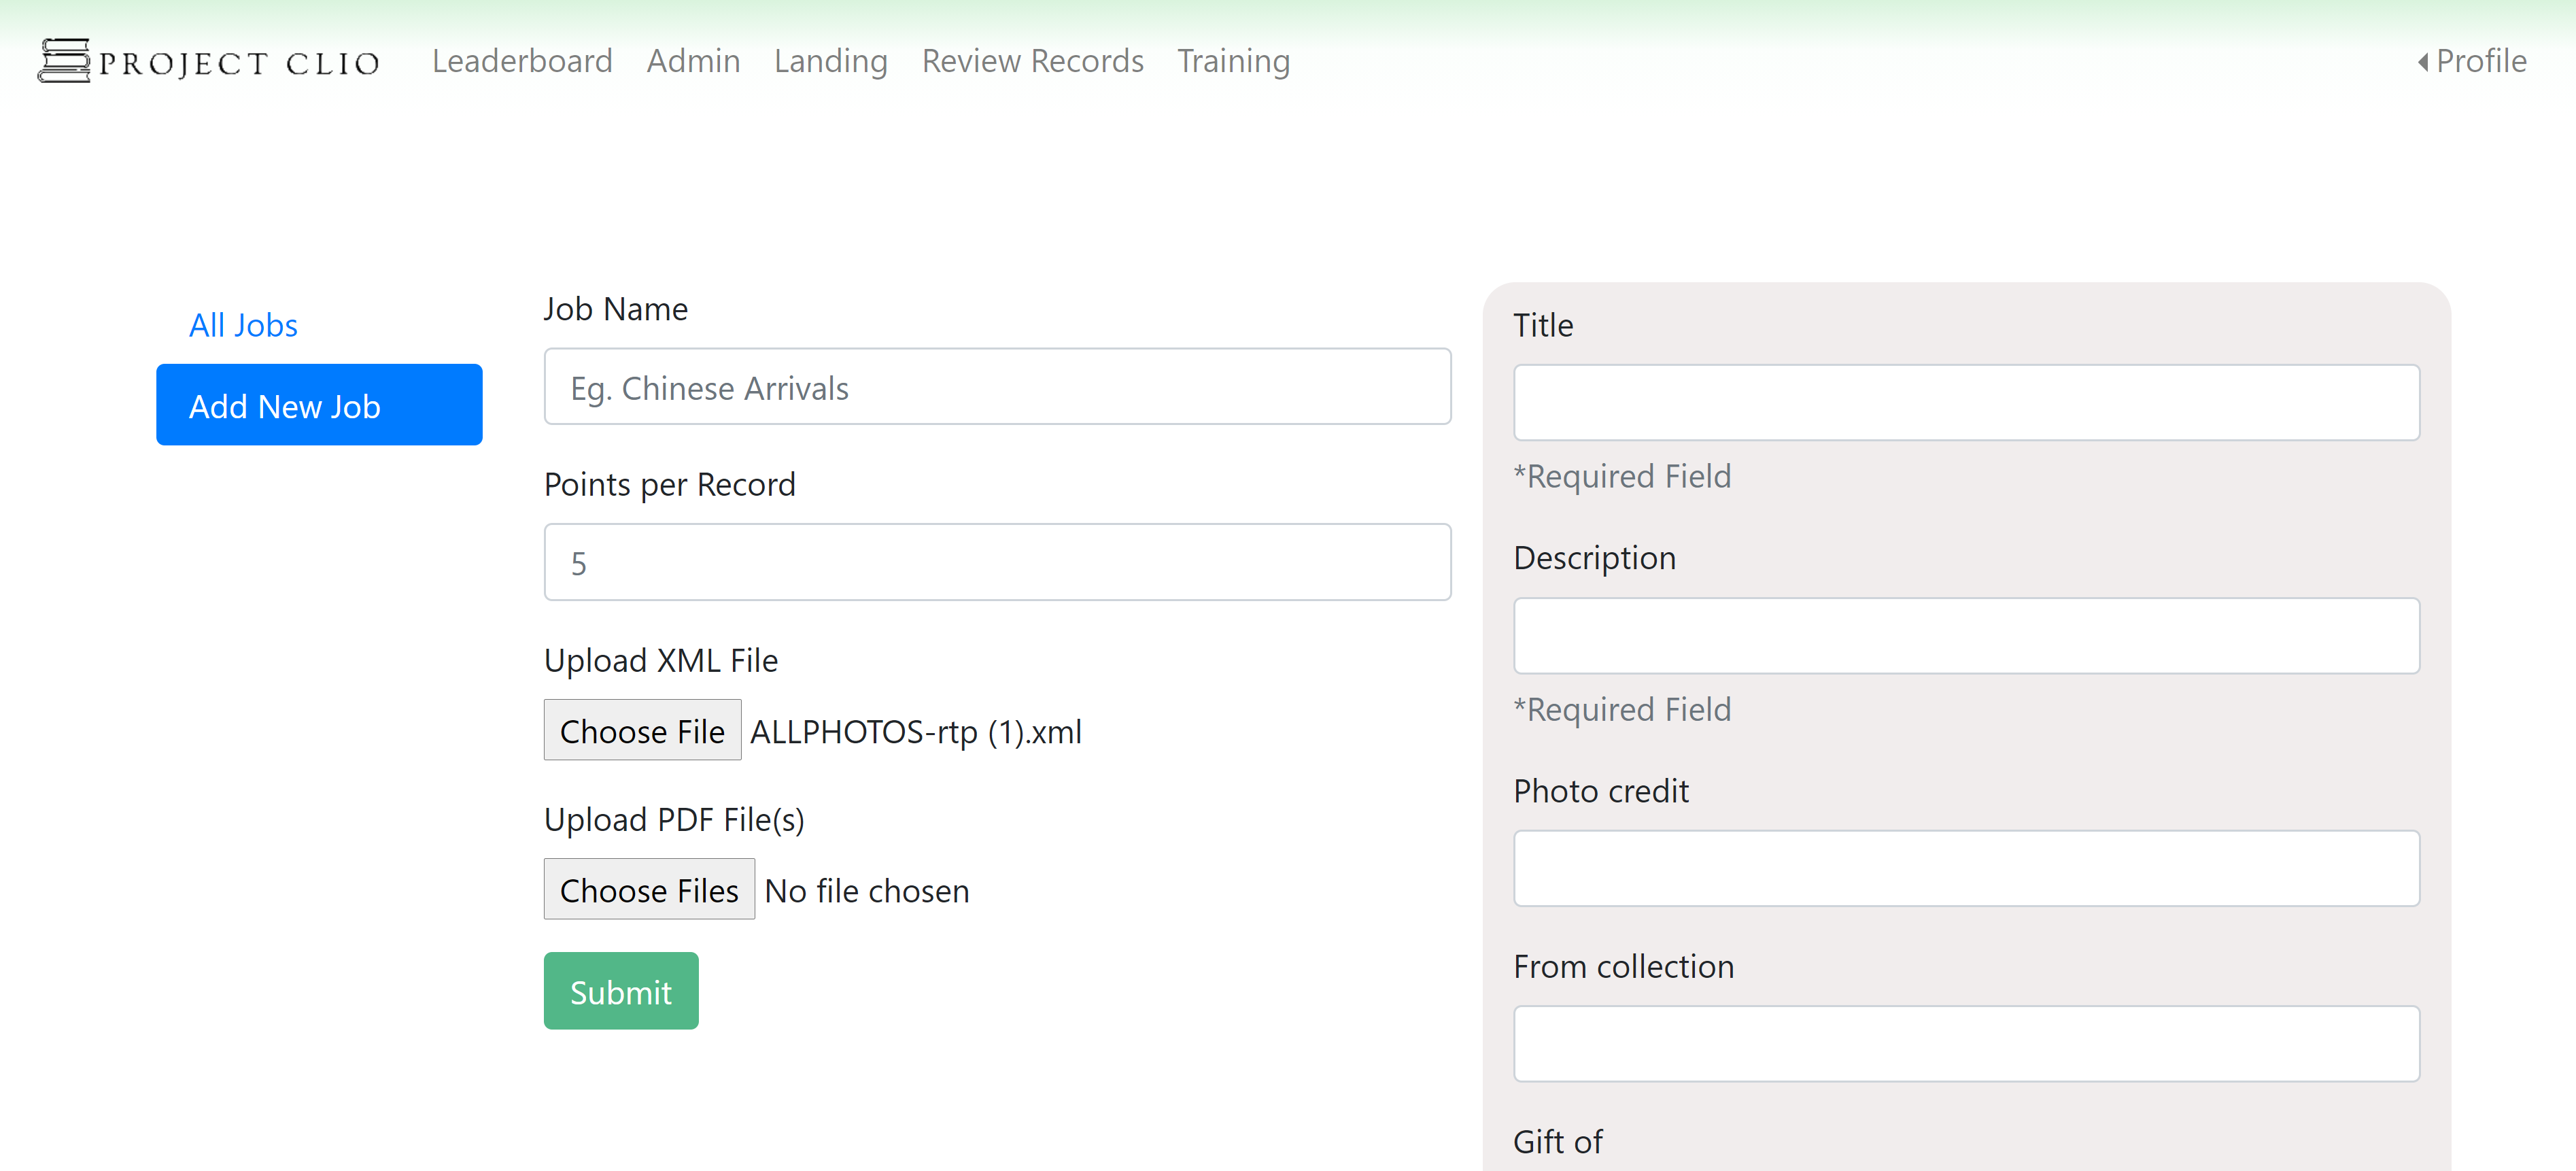 PROJECT CLIO
Leaderboard
Admin
Landing
Review Records
Training
Profile
All Jobs
Add New Job
Job Name
Eg. Chinese Arrivals
Points per Record
5
Upload XML File
Choose File ALLPHOTOS-rtp (1).xml
Upload PDF File(s)
Choose Files No file chosen
Submit
Title
*Required Field
Description
*Required Field
Photo credit
From collection
Gift of